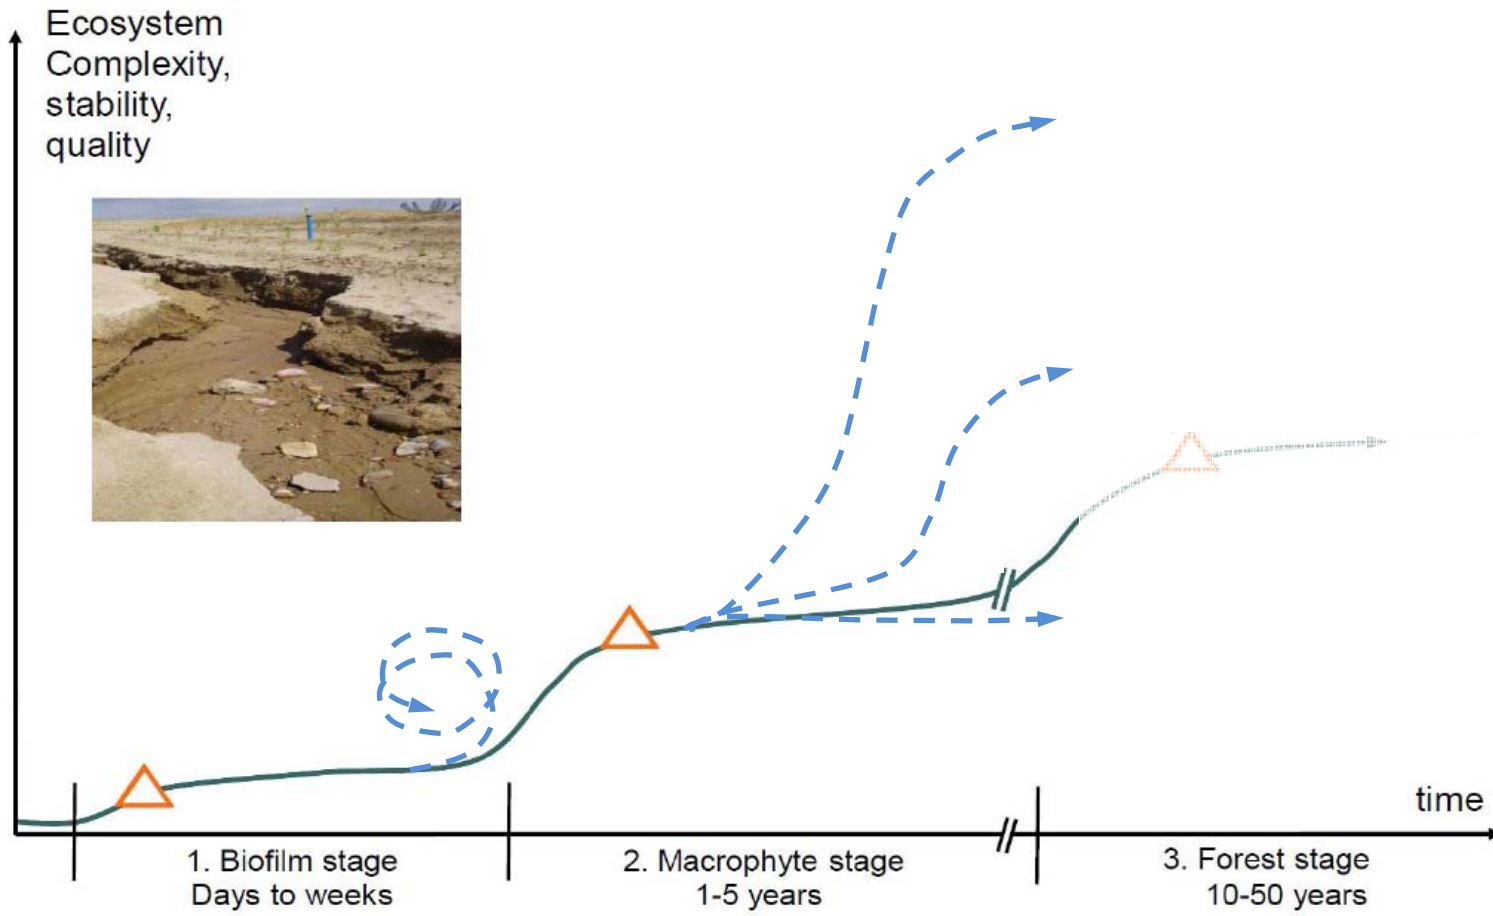 Ecosystem
Complexity,
stability,
quality
time
1. Biofilm stage
Days to weeks
2. Macrophyte stage
1-5 years
3. Forest stage
10-50 years